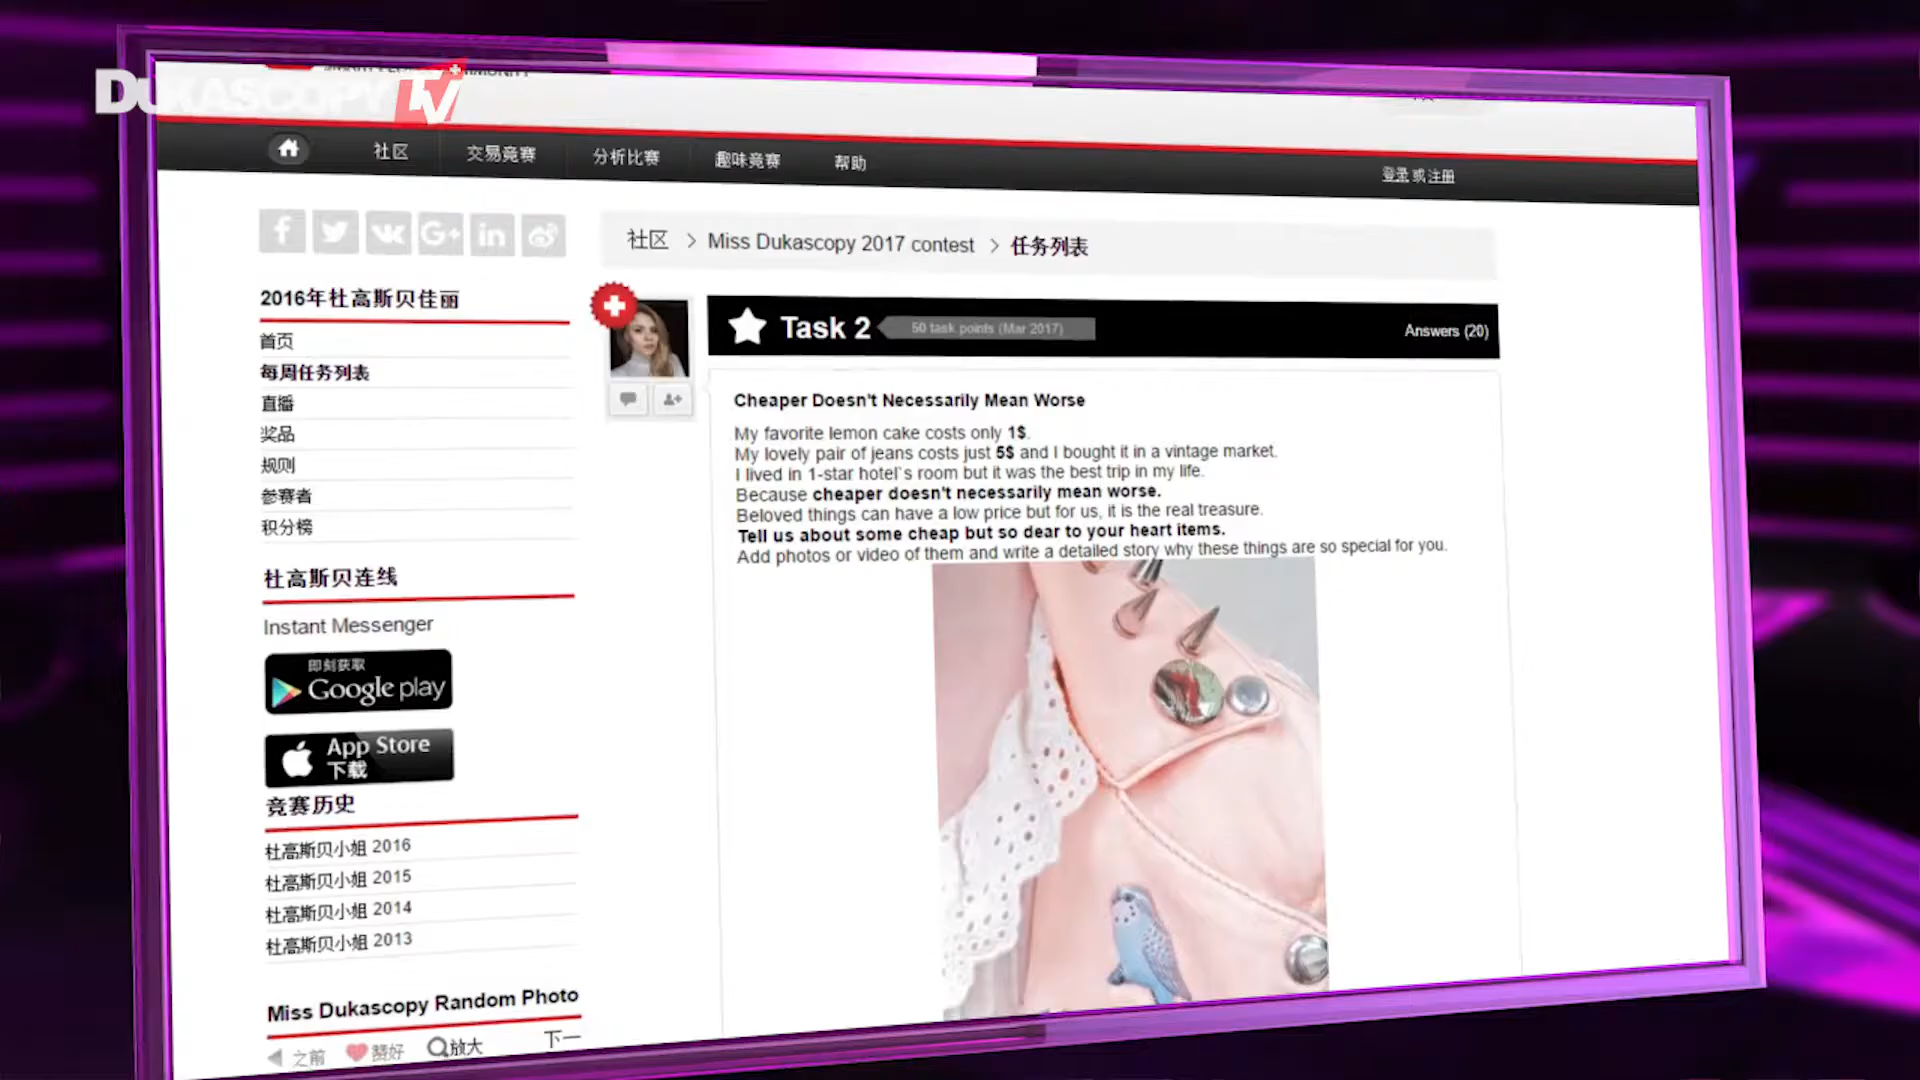 DUKASCOPY TV
社区
交易竞赛
分析比赛
趣味竞赛
帮助
登录 或 注册
社区 > Miss Dukascopy 2017 contest > 任务列表
2016年杜高斯贝佳丽
首页
每周任务列表
直播
奖品
规则
参赛者
积分榜
杜高斯贝连线
Instant Messenger
即刻获取
Google play
App Store
下载
竞赛历史
杜高斯贝小姐 2016
杜高斯贝小姐 2015
杜高斯贝小姐 2014
杜高斯贝小姐 2013
Miss Dukascopy Random Photo
之前 赞好 放大 下一
Task 2 50 task points (Mar 2017) Answers (20)
Cheaper Doesn't Necessarily Mean Worse
My favorite lemon cake costs only 1$.
My lovely pair of jeans costs just 5$ and I bought it in a vintage market.
I lived in 1-star hotel`s room but it was the best trip in my life.
Because cheaper doesn't necessarily mean worse.
Beloved things can have a low price but for us, it is the real treasure.
Tell us about some cheap but so dear to your heart items.
Add photos or video of them and write a detailed story why these things are so special for you.